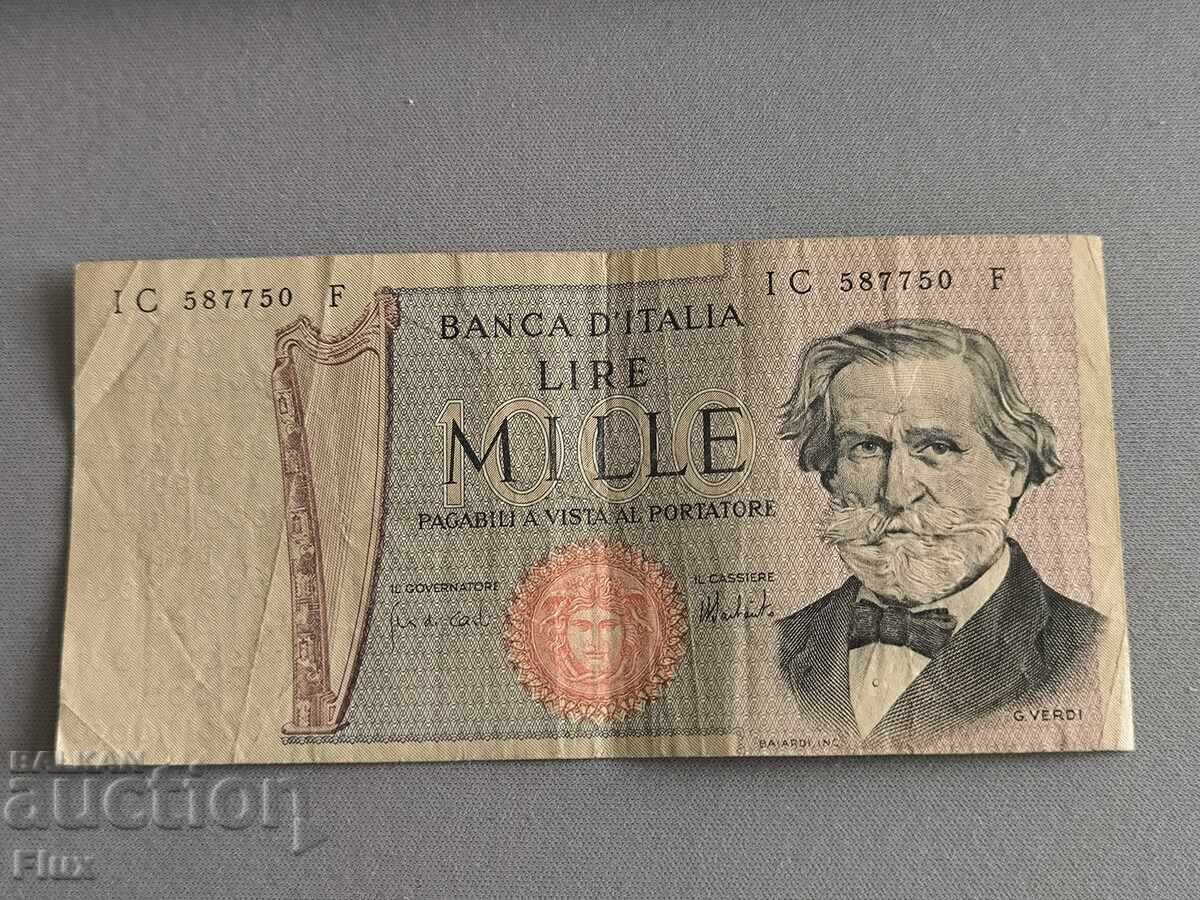 IC 587750 F
IC 587750 F
BANCA D'ITALIA
LIRE
1000
MILLE
PAGABILI A VISTA AL PORTATORE
IL GOVERNATORE
IL CASSIERE
G. VERDI
BAIARDI, INC.
BALKAN
auction
Flux